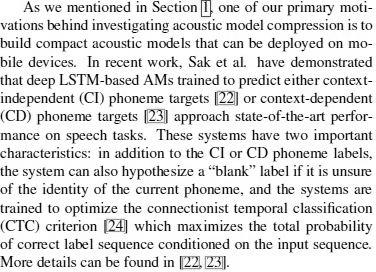 As we mentioned in Section 1, one of our primary moti-
vations behind investigating acoustic model compression is to
build compact acoustic models that can be deployed on mo-
bile devices. In recent work, Sak et al. have demonstrated
that deep LSTM-based AMs trained to predict either context-
independent (CI) phoneme targets [22] or context-dependent
(CD) phoneme targets [23] approach state-of-the-art perfor-
mance on speech tasks. These systems have two important
characteristics: in addition to the CI or CD phoneme labels,
the system can also hypothesize a “blank” label if it is unsure
of the identity of the current phoneme, and the systems are
trained to optimize the connectionist temporal classification
(CTC) criterion [24] which maximizes the total probability
of correct label sequence conditioned on the input sequence.
More details can be found in [22, 23].